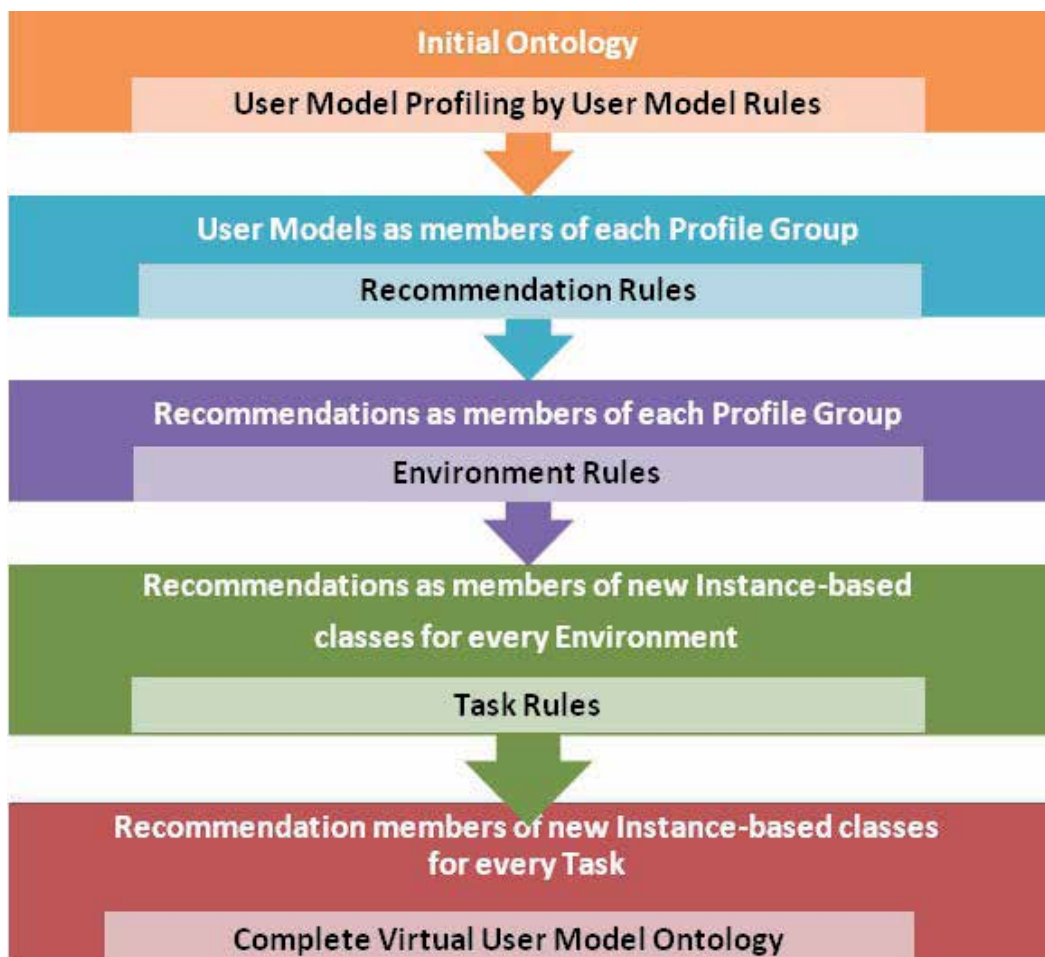 Initial Ontology
User Model Profiling by User Model Rules
User Models as members of each Profile Group
Recommendation Rules
Recommendations as members of each Profile Group
Environment Rules
Recommendations as members of new Instance-based
classes for every Environment
Task Rules
Recommendation members of new Instance-based classes
for every Task
Complete Virtual User Model Ontology